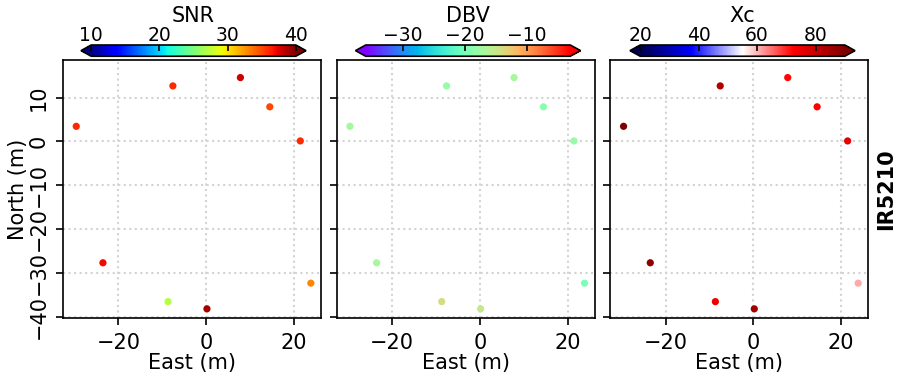 SNR DBV Xc
10 20 30 40 −30 −20 −10 20 40 60 80
10
0
−10
−20
−30
−40
North (m)
IR5210
−20 0 20 −20 0 20 −20 0 20
East (m) East (m) East (m)